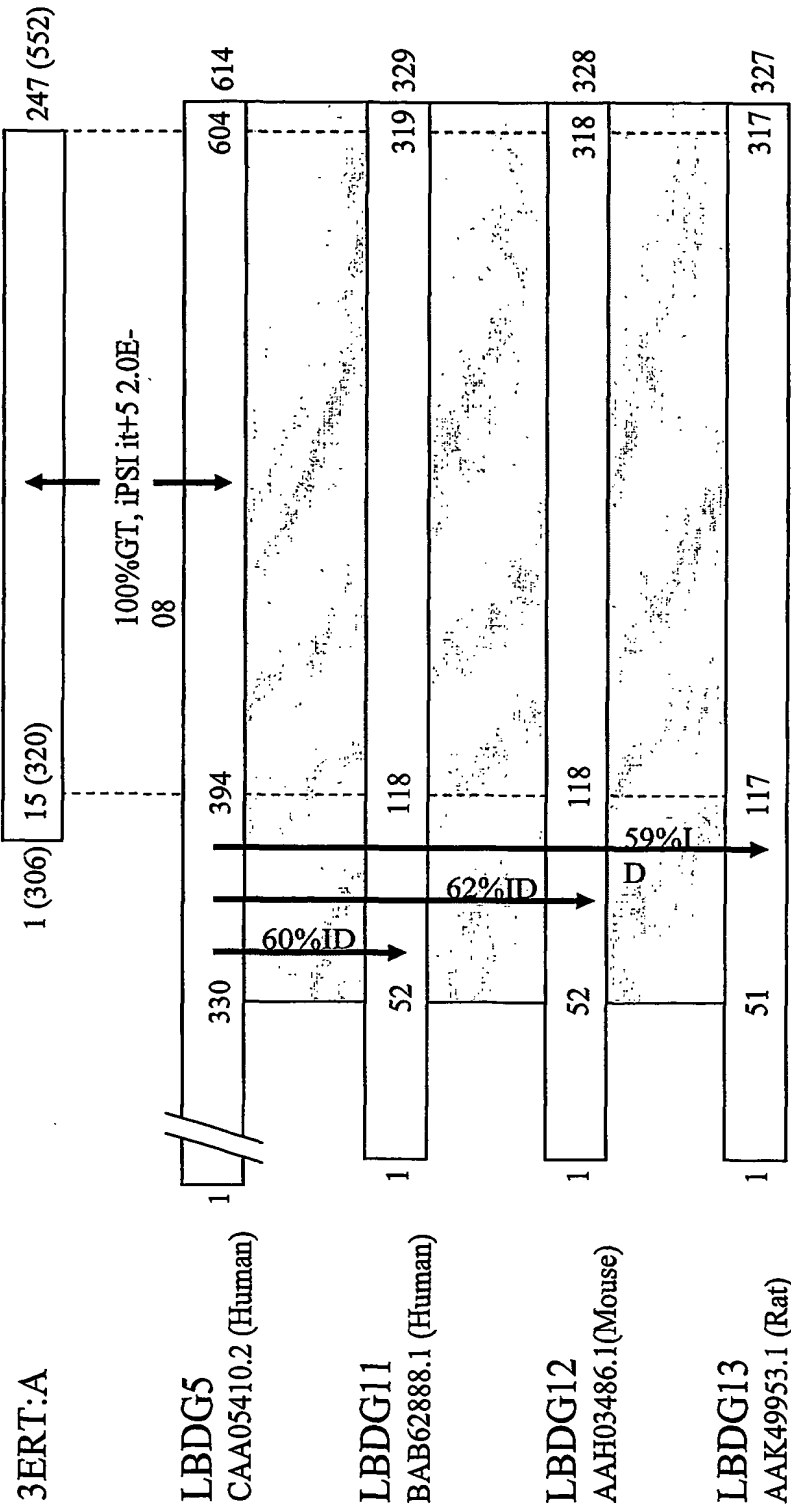 3ERT:A
1 (306)
15 (320)
247 (552)
100%GT, iPSI it+5 2.0E-
08
LBDG5
CAA05410.2 (Human)
1
330
394
604
614
60%ID
62%ID
59%I
D
LBDG11
BAB62888.1 (Human)
1
52
118
319
329
LBDG12
AAH03486.1(Mouse)
1
52
118
318
328
LBDG13
AAK49953.1 (Rat)
1
51
117
317
327